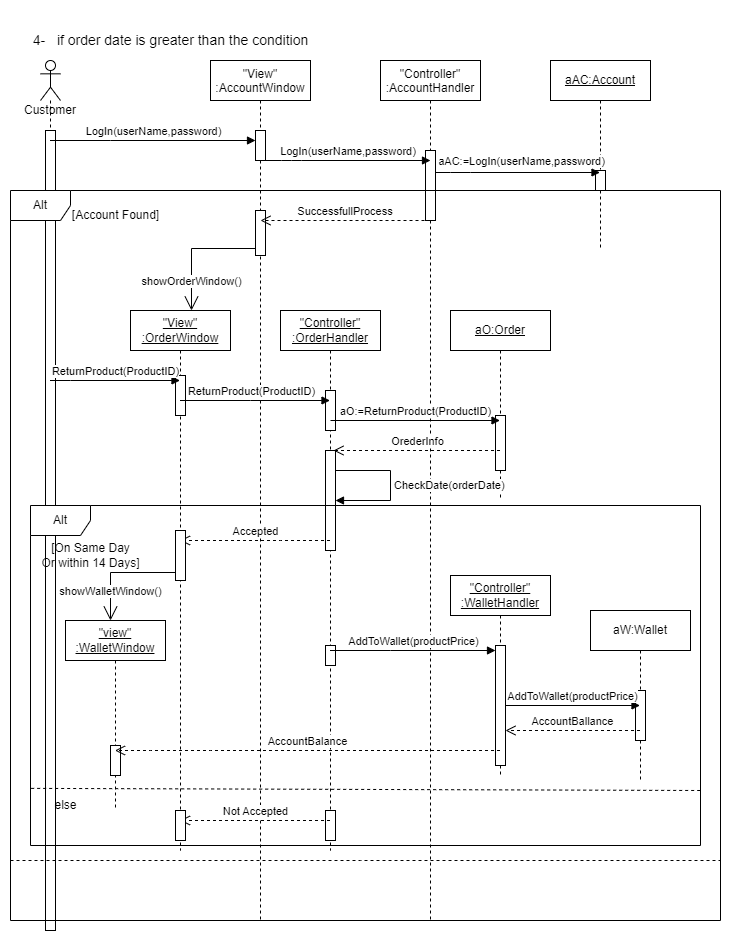 4- if order date is greater than the condition
"View"
:AccountWindow
"Controller"
:AccountHandler
aAC:Account
Customer
LogIn(userName,password)
LogIn(userName,password)
aAC:=LogIn(userName,password)
Alt
[Account Found]
SuccessfullProcess
showOrderWindow()
"View"
:OrderWindow
"Controller"
:OrderHandler
aO:Order
ReturnProduct(ProductID)
ReturnProduct(ProductID)
aO:=ReturnProduct(ProductID)
OrederInfo
CheckDate(orderDate)
Alt
Accepted
[On Same Day
Or within 14 Days]
showWalletWindow()
"Controller"
:WalletHandler
"view"
:WalletWindow
aW:Wallet
AddToWallet(productPrice)
AddToWallet(productPrice)
AccountBallance
AccountBalance
else
Not Accepted